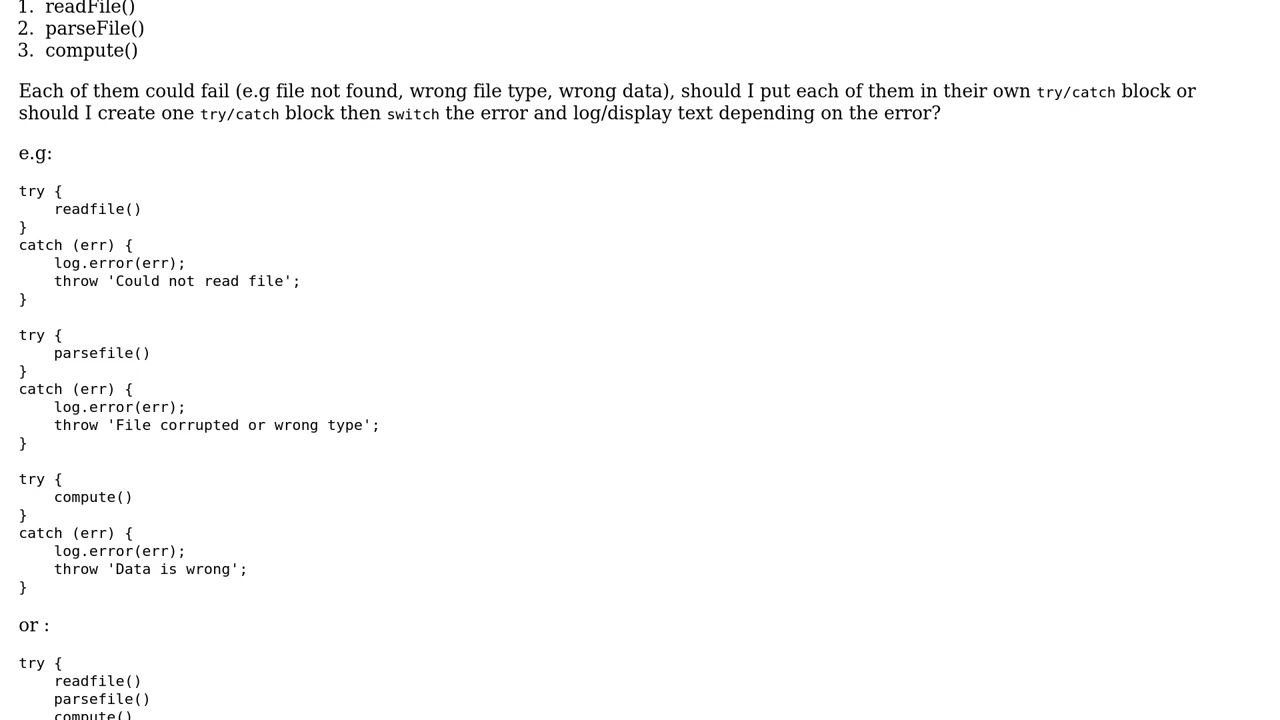 1. readFile()
2. parseFile()
3. compute()
Each of them could fail (e.g file not found, wrong file type, wrong data), should I put each of them in their own try/catch block or
should I create one try/catch block then switch the error and log/display text depending on the error?
e.g:
try {
    readfile()
}
catch (err) {
    log.error(err);
    throw 'Could not read file';
}
try {
    parsefile()
}
catch (err) {
    log.error(err);
    throw 'File corrupted or wrong type';
}
try {
    compute()
}
catch (err) {
    log.error(err);
    throw 'Data is wrong';
}
or :
try {
    readfile()
    parsefile()
    compute()